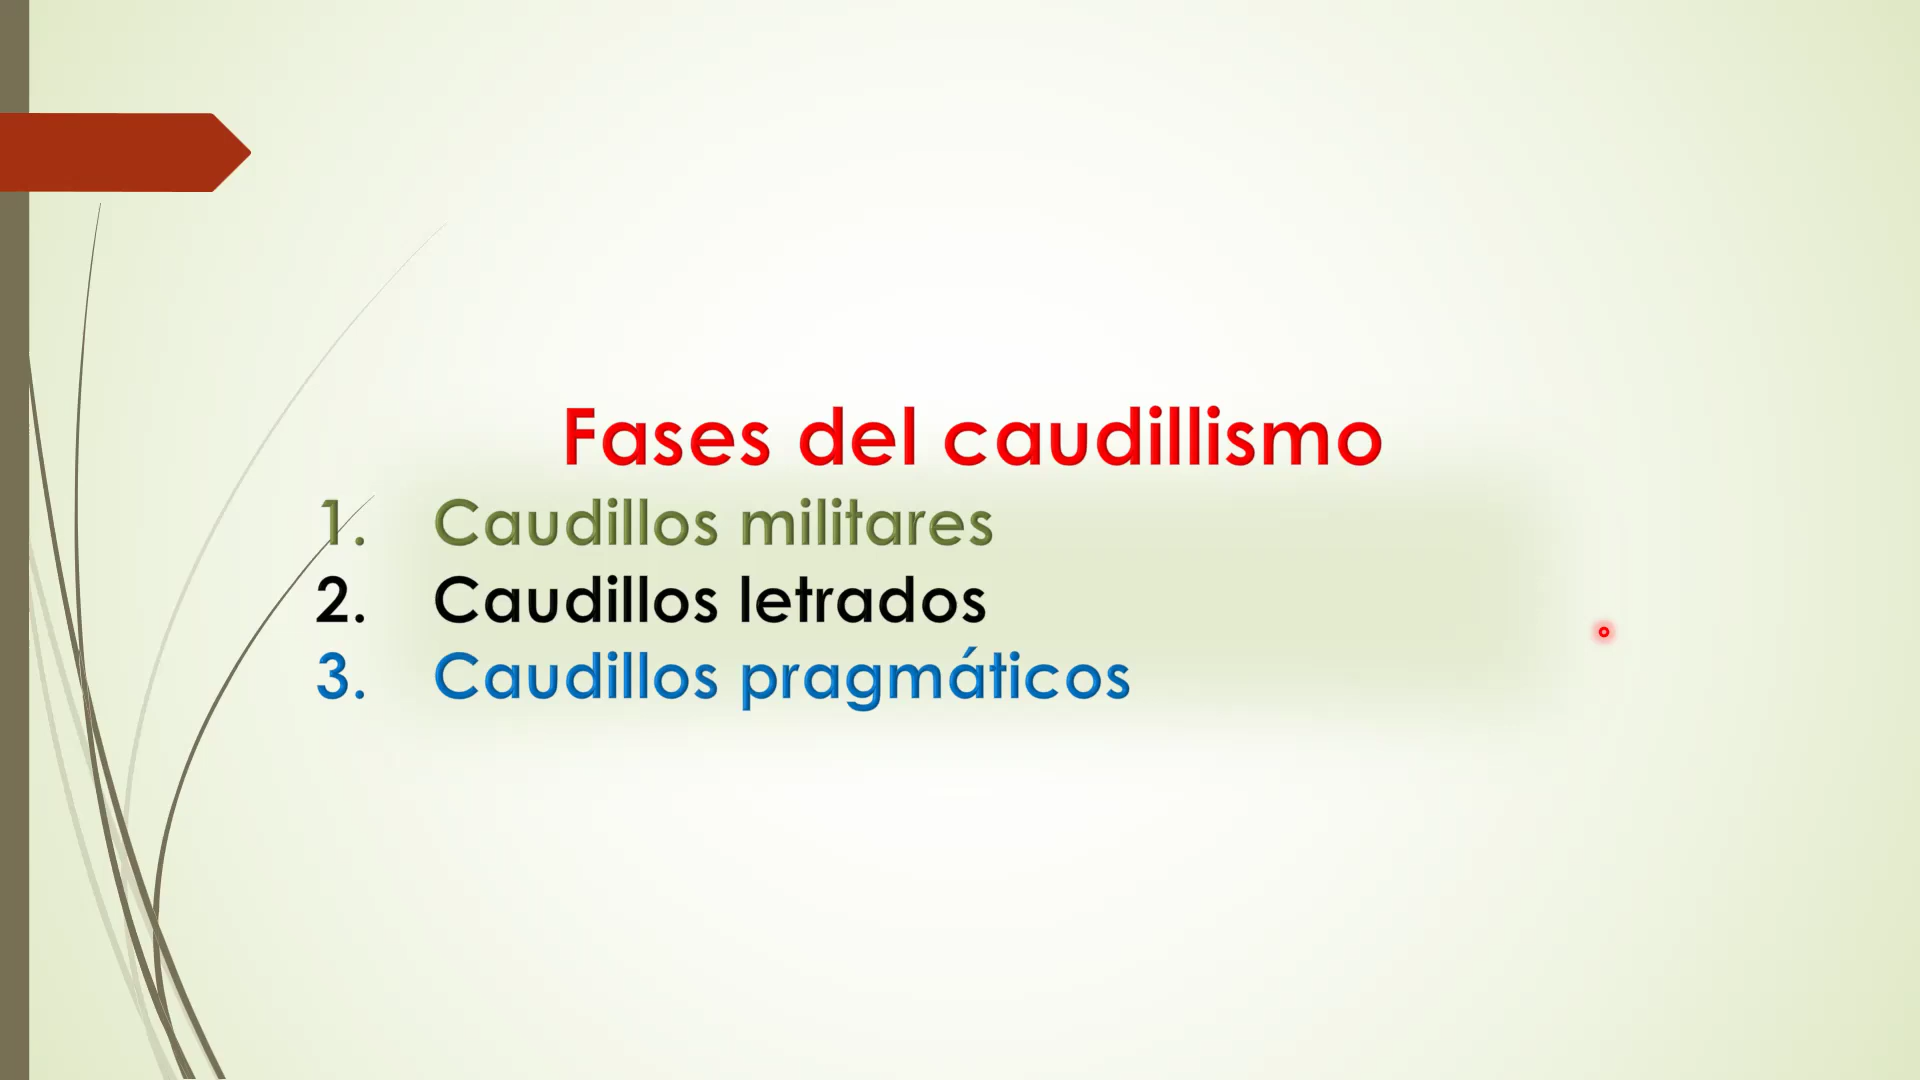 Fases del caudillismo
1. Caudillos militares
2. Caudillos letrados
3. Caudillos pragmáticos